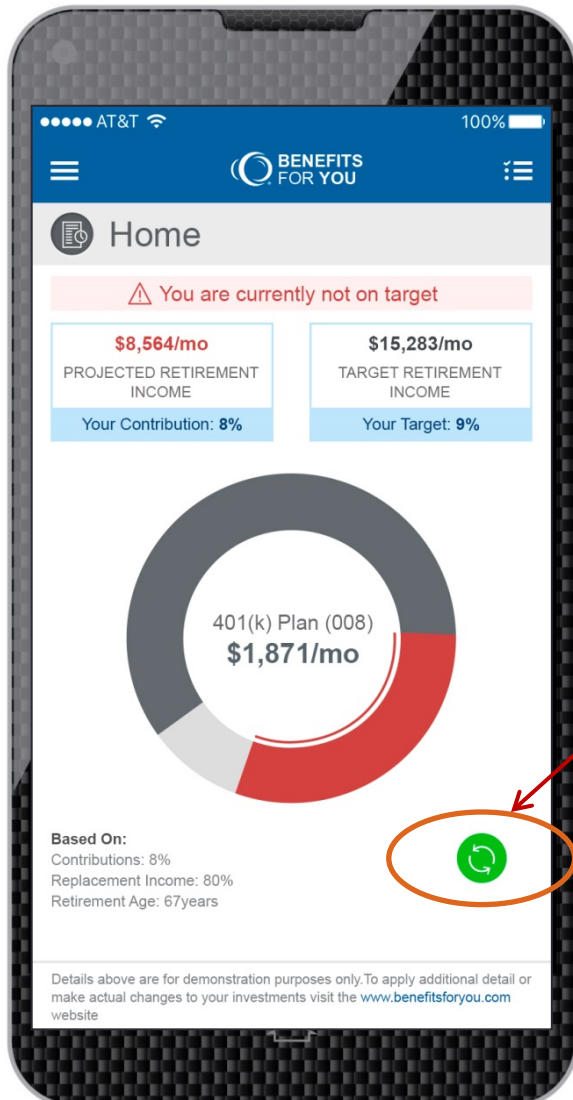 AT&T 100%
BENEFITS
FOR YOU
Home
You are currently not on target
$8,564/mo
PROJECTED RETIREMENT
INCOME
Your Contribution: 8%
$15,283/mo
TARGET RETIREMENT
INCOME
Your Target: 9%
401(k) Plan (008)
$1,871/mo
Based On:
Contributions: 8%
Replacement Income: 80%
Retirement Age: 67years
Details above are for demonstration purposes only.To apply additional detail or
make actual changes to your investments visit the www.benefitsforyou.com
website